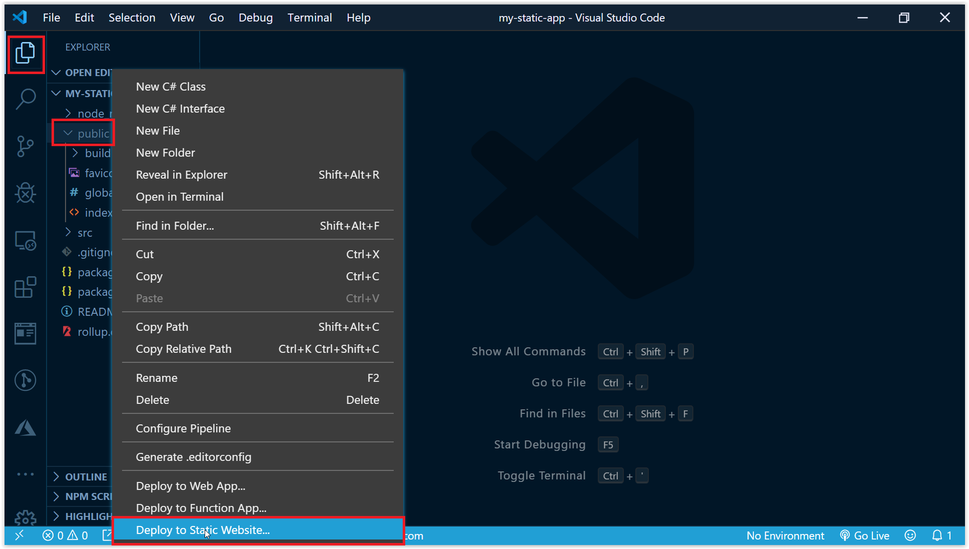 File Edit Selection View Go Debug Terminal Help my-static-app - Visual Studio Code
EXPLORER
OPEN EDI
MY-STATI
node_
public
build
favic
globa
index
src
.gitign
packag
packag
READM
rollup.
OUTLINE
NPM SCRI
HIGHLIGH
New C# Class
New C# Interface
New File
New Folder
Reveal in Explorer Shift+Alt+R
Open in Terminal
Find in Folder... Shift+Alt+F
Cut Ctrl+X
Copy Ctrl+C
Paste Ctrl+V
Copy Path Shift+Alt+C
Copy Relative Path Ctrl+K Ctrl+Shift+C
Rename F2
Delete Delete
Configure Pipeline
Generate .editorconfig
Deploy to Web App...
Deploy to Function App...
Deploy to Static Website...
Show All Commands Ctrl + Shift + P
Go to File Ctrl + ,
Find in Files Ctrl + Shift + F
Start Debugging F5
Toggle Terminal Ctrl + '
0 0 .com No Environment Go Live 1